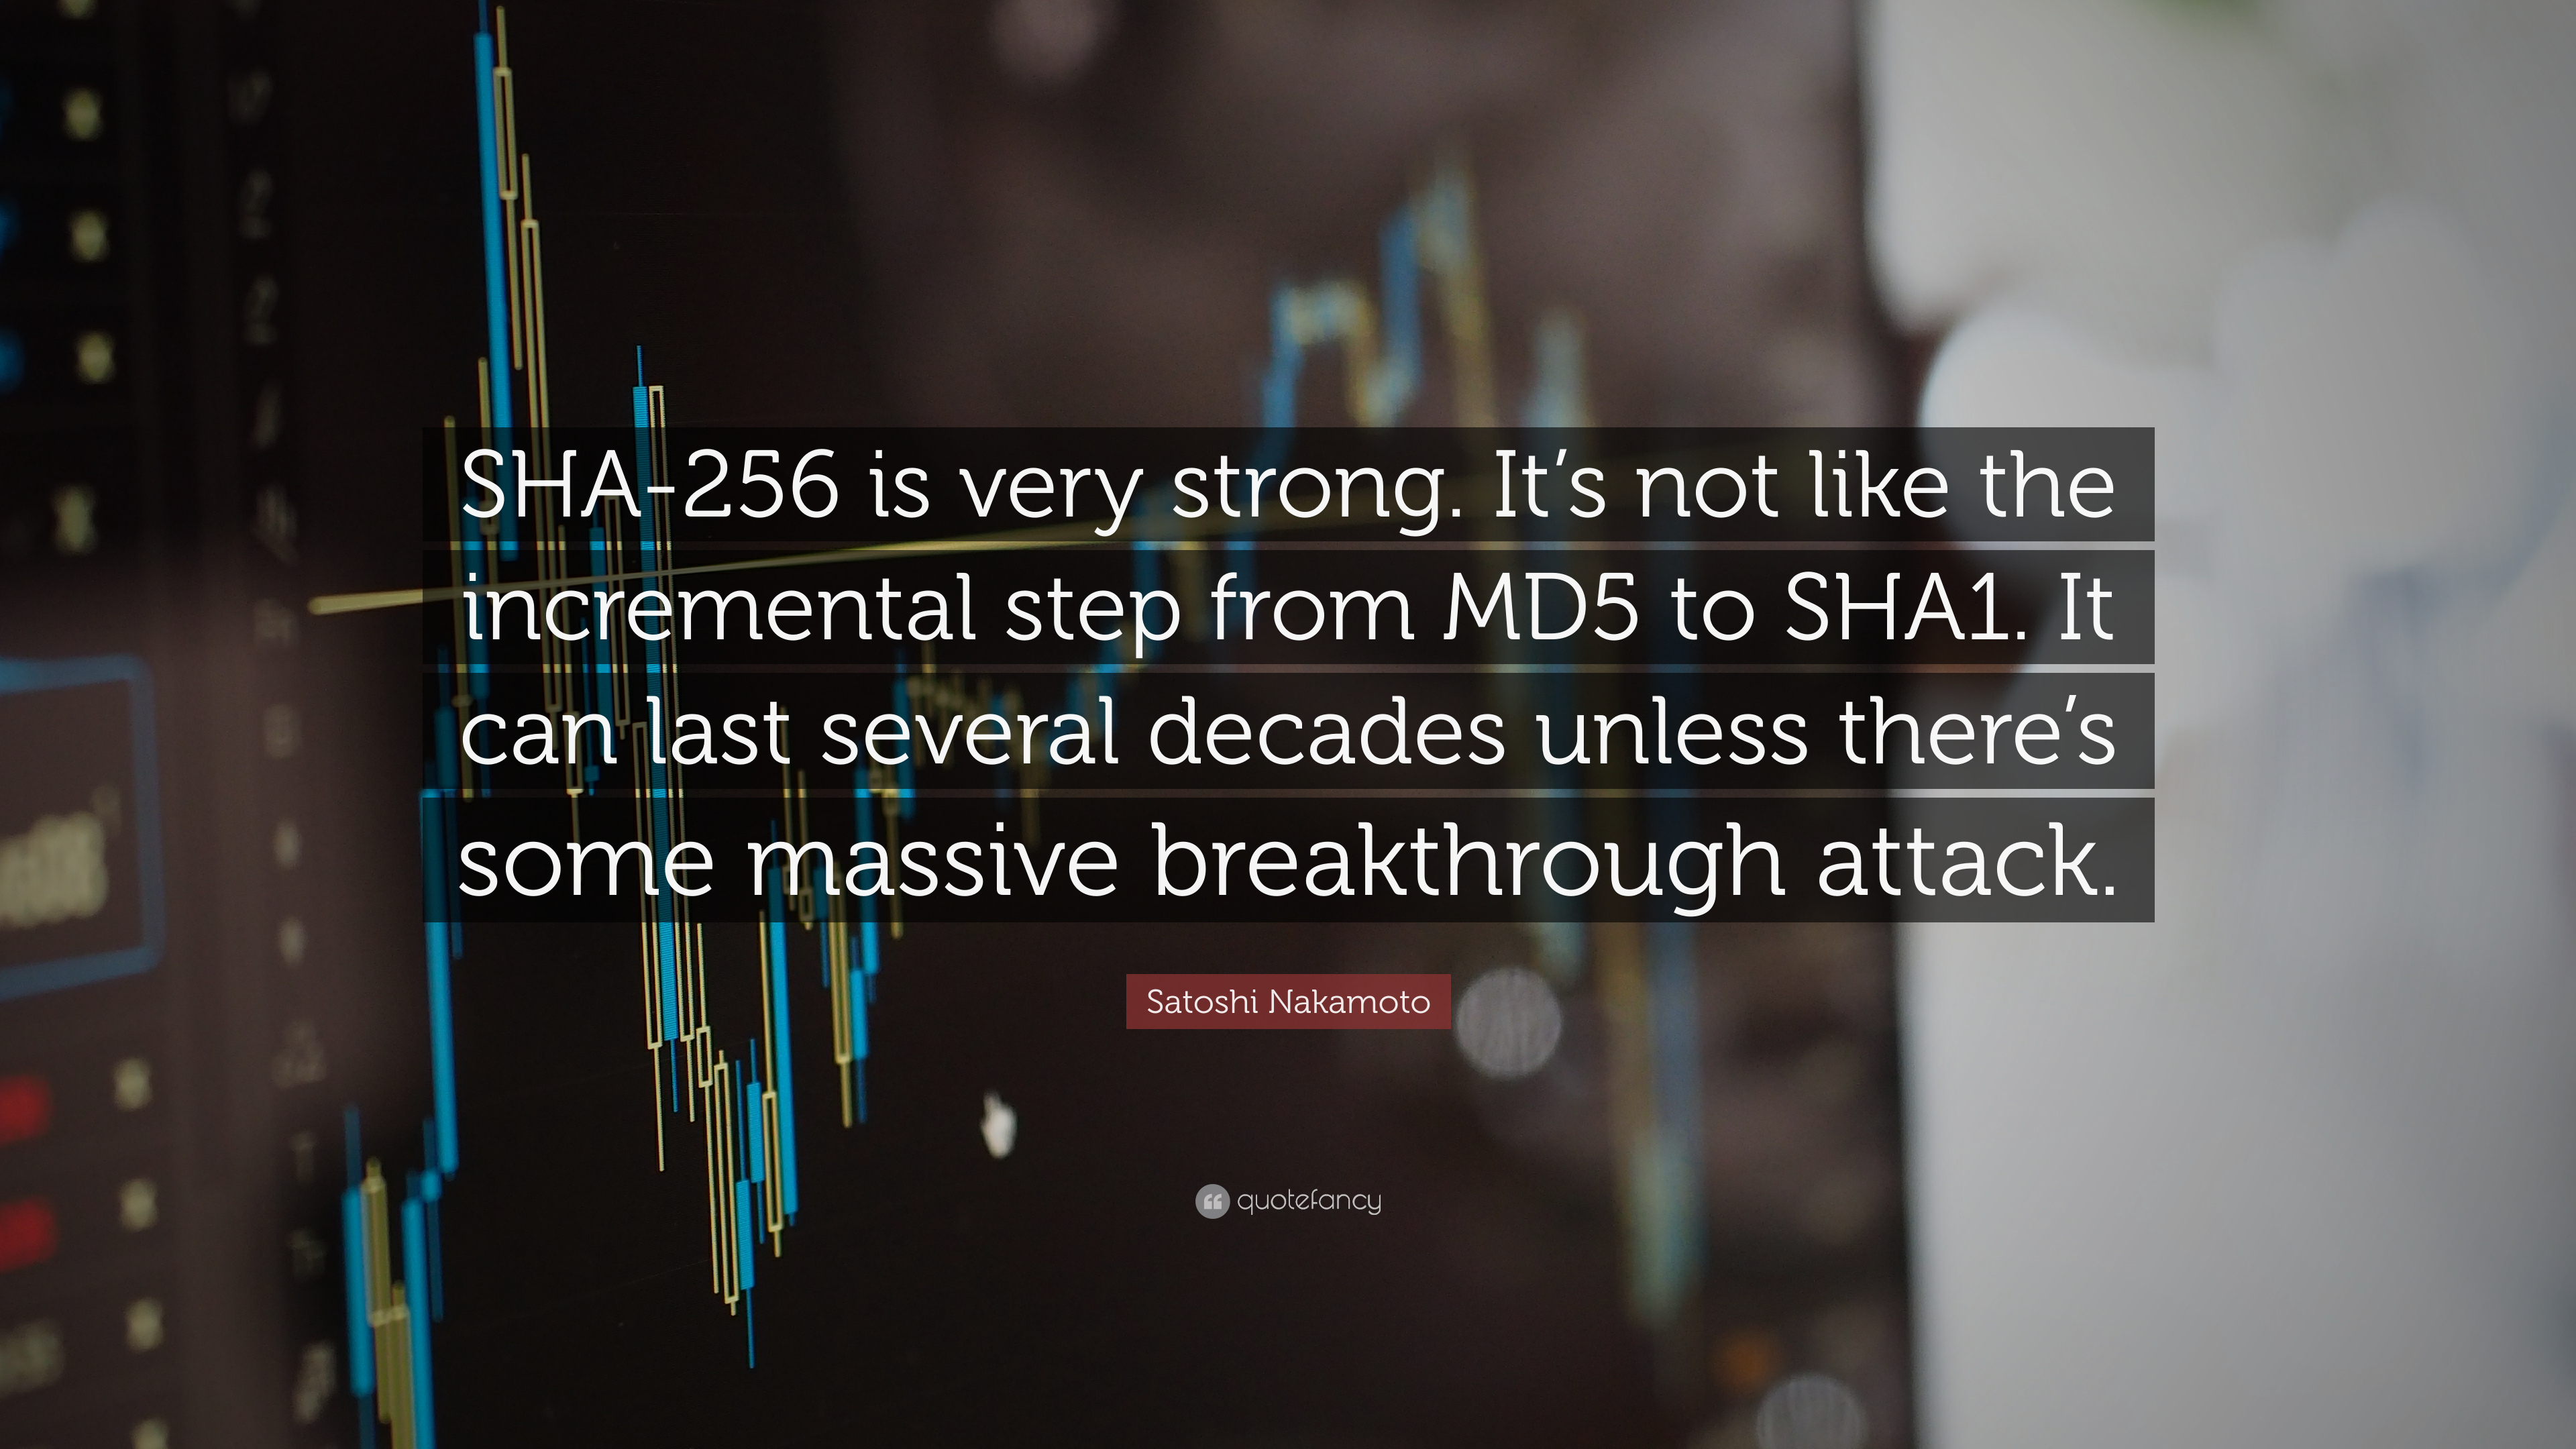 SHA-256 is very strong. It’s not like the
incremental step from MD5 to SHA1. It
can last several decades unless there’s
some massive breakthrough attack.
Satoshi Nakamoto
quotefancy